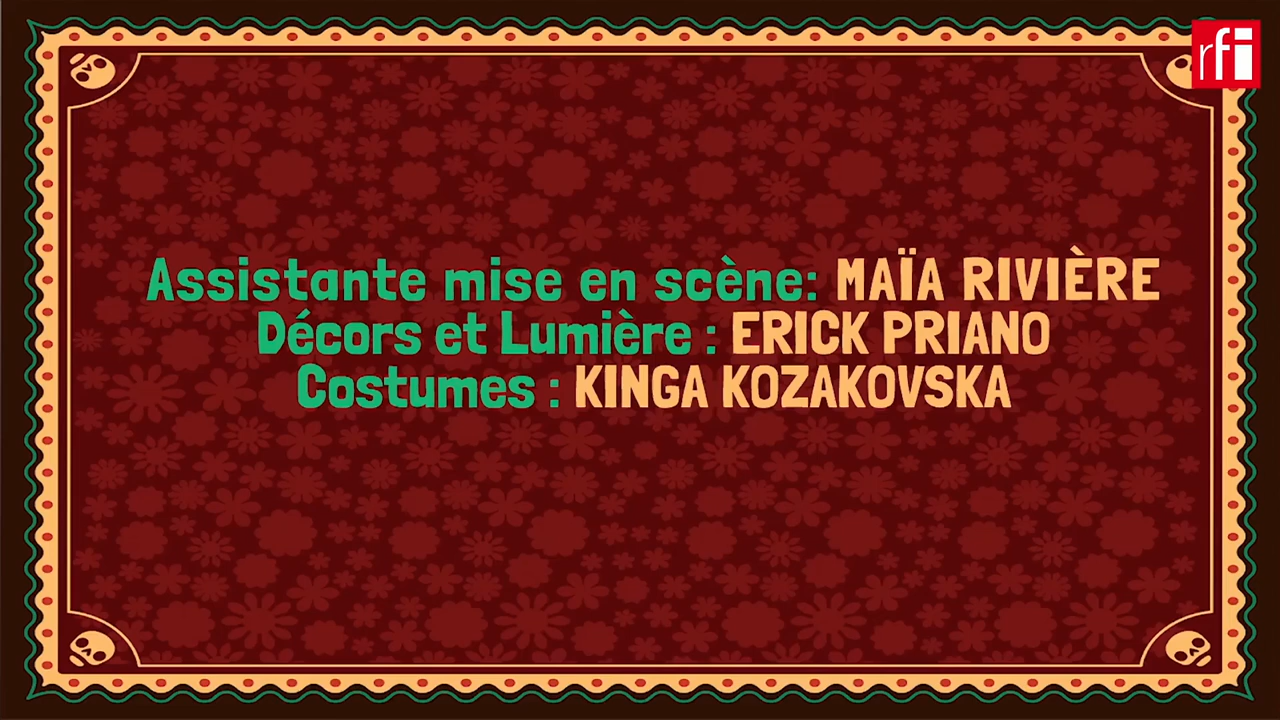 rfi
Assistante mise en scène: MAÏA RIVIÈRE
Décors et Lumière : ERICK PRIANO
Costumes : KINGA KOZAKOVSKA